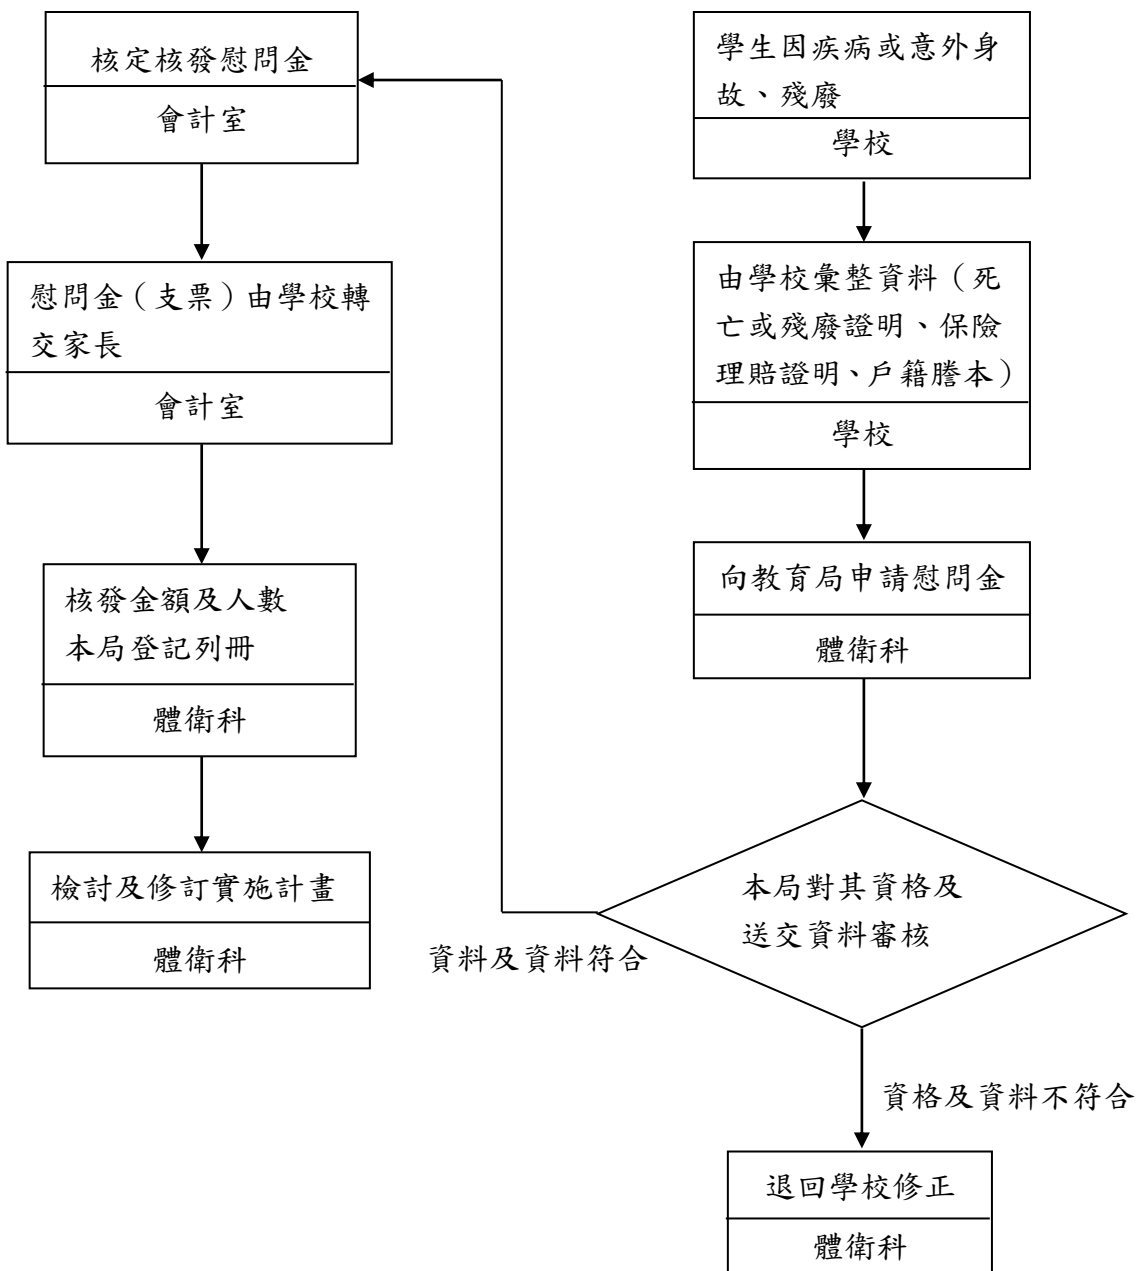 學生因疾病或意外身
故、殘廢
學校
由學校彙整資料（死
亡或殘廢證明、保險
理賠證明、戶籍謄本）
學校
向教育局申請慰問金
體衛科
本局對其資格及
送交資料審核
資料及資料符合
資格及資料不符合
退回學校修正
體衛科
核定核發慰問金
會計室
慰問金（支票）由學校轉
交家長
會計室
核發金額及人數
本局登記列冊
體衛科
檢討及修訂實施計畫
體衛科